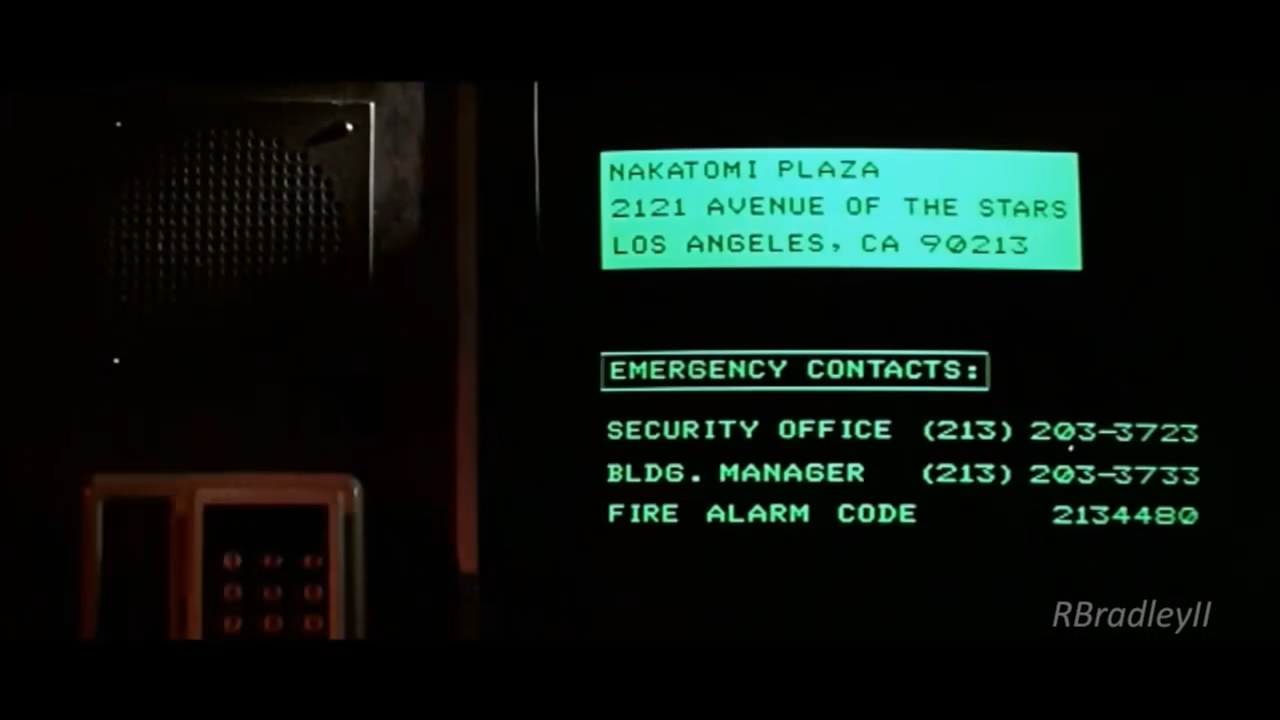 NAKATOMI PLAZA
2121 AVENUE OF THE STARS
LOS ANGELES, CA 90213
EMERGENCY CONTACTS:
SECURITY OFFICE (213) 203-3723
BLDG. MANAGER (213) 203-3733
FIRE ALARM CODE 2134480
RBradleyII